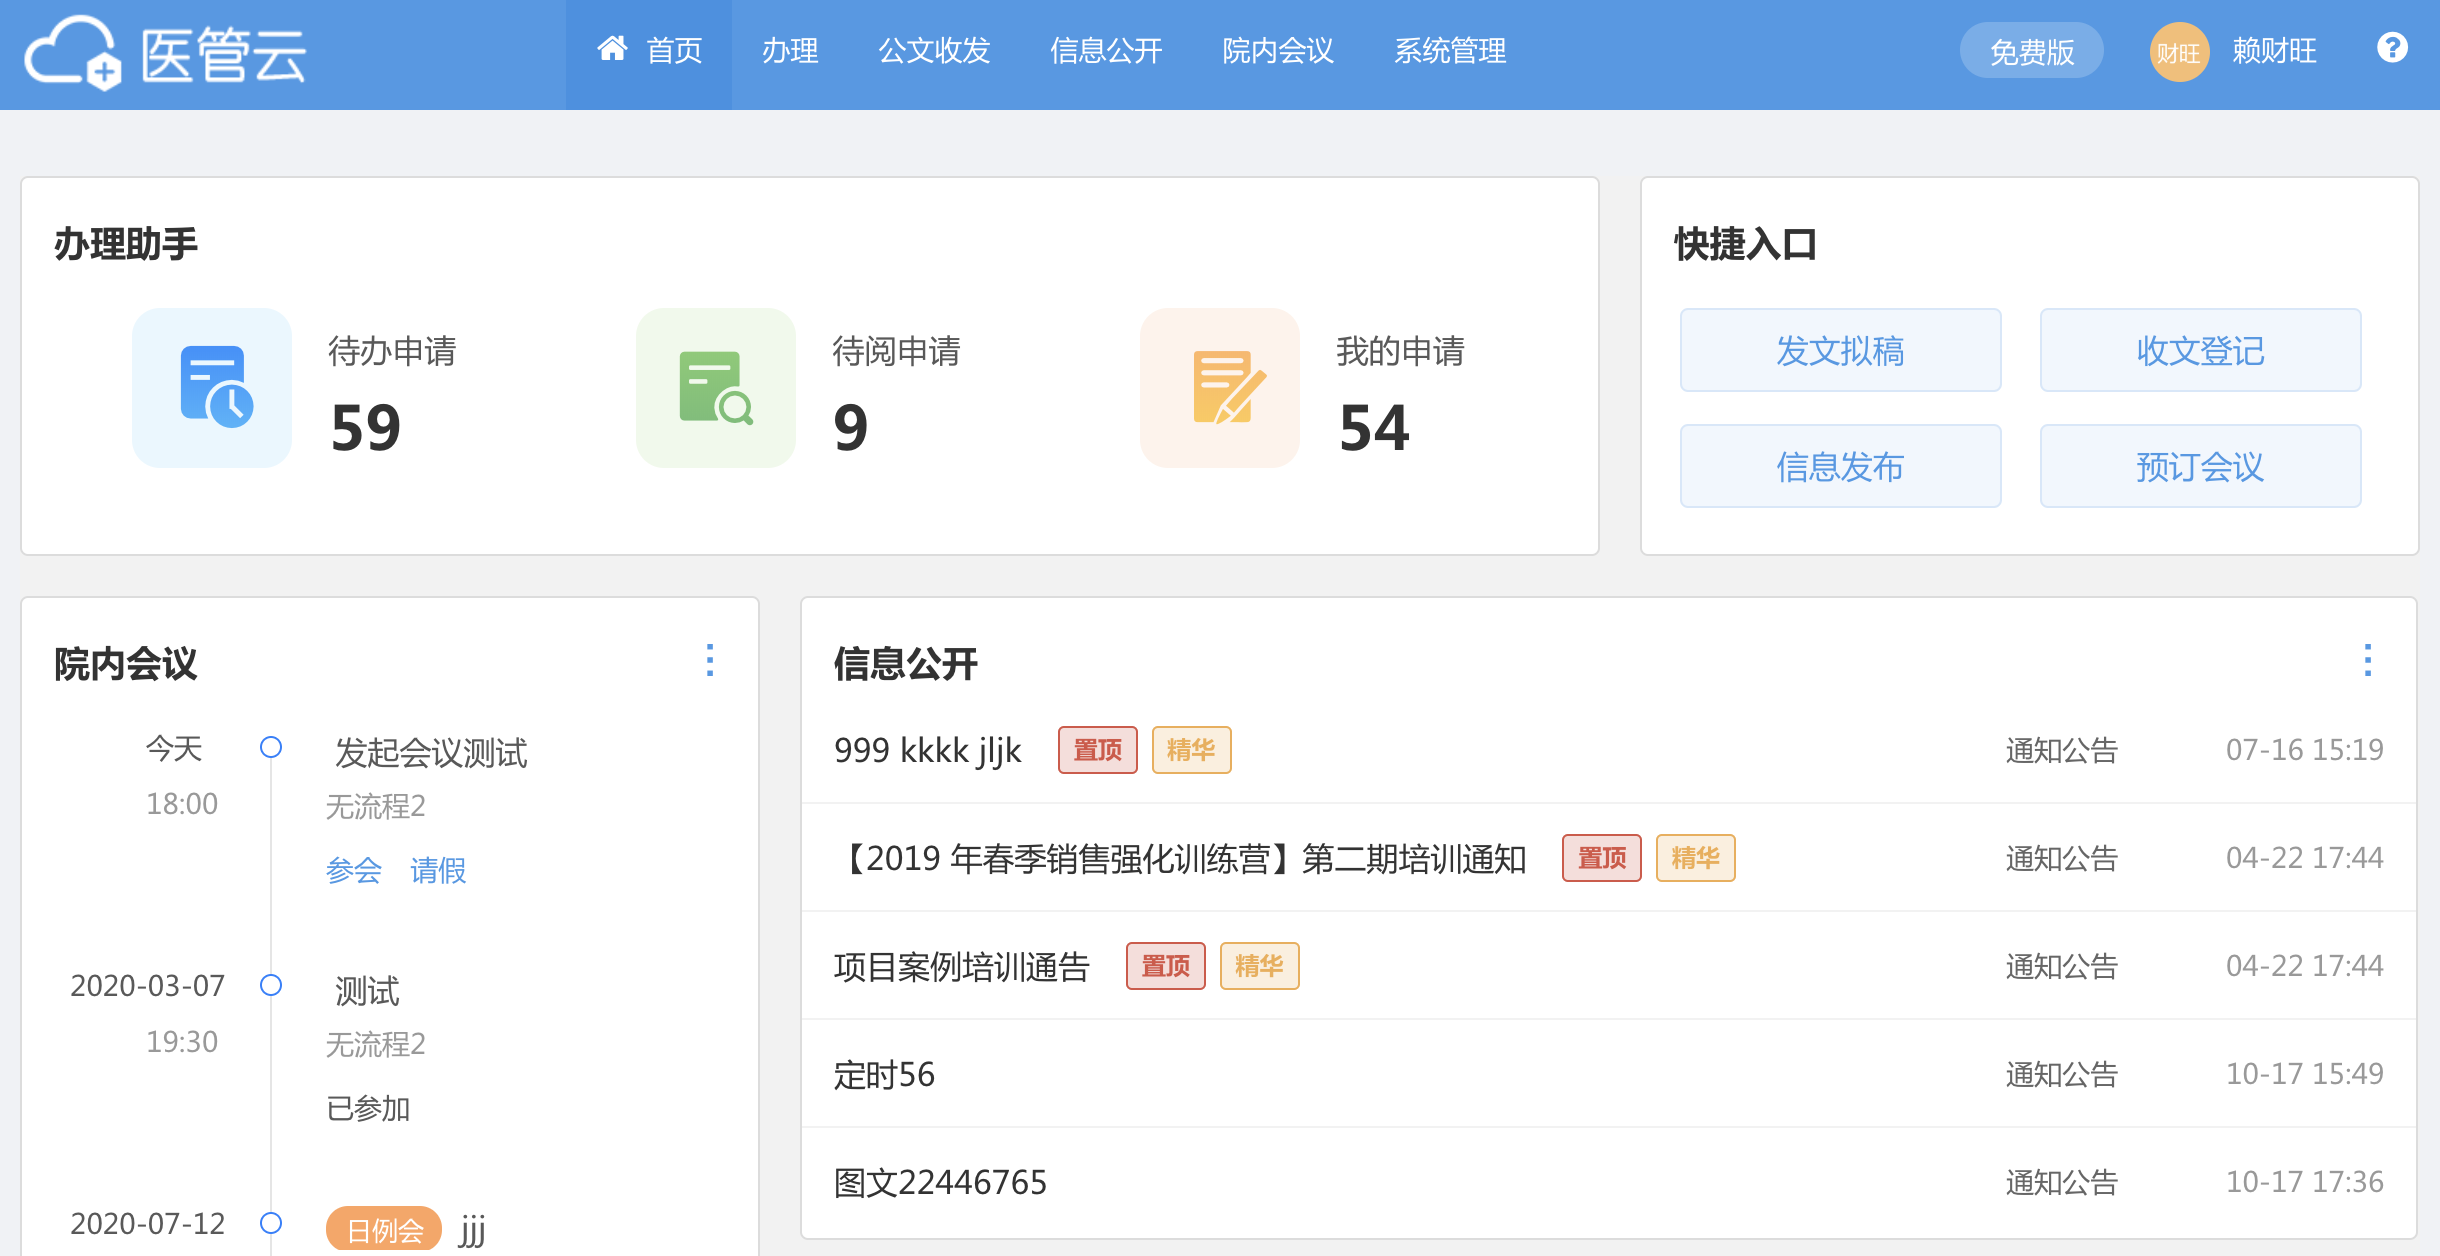 医管云 首页 办理 公文收发 信息公开 院内会议 系统管理 免费版 财旺 赖财旺
办理助手
待办申请
59
待阅申请
9
我的申请
54
快捷入口
发文拟稿 收文登记
信息发布 预订会议
院内会议
今天 发起会议测试
18:00 无流程2
参会 请假
2020-03-07 测试
19:30 无流程2
已参加
2020-07-12 日例会 jjj
信息公开
999 kkkk jljk 置顶 精华 通知公告 07-16 15:19
【2019 年春季销售强化训练营】第二期培训通知 置顶 精华 通知公告 04-22 17:44
项目案例培训通告 置顶 精华 通知公告 04-22 17:44
定时56 通知公告 10-17 15:49
图文22446765 通知公告 10-17 17:36